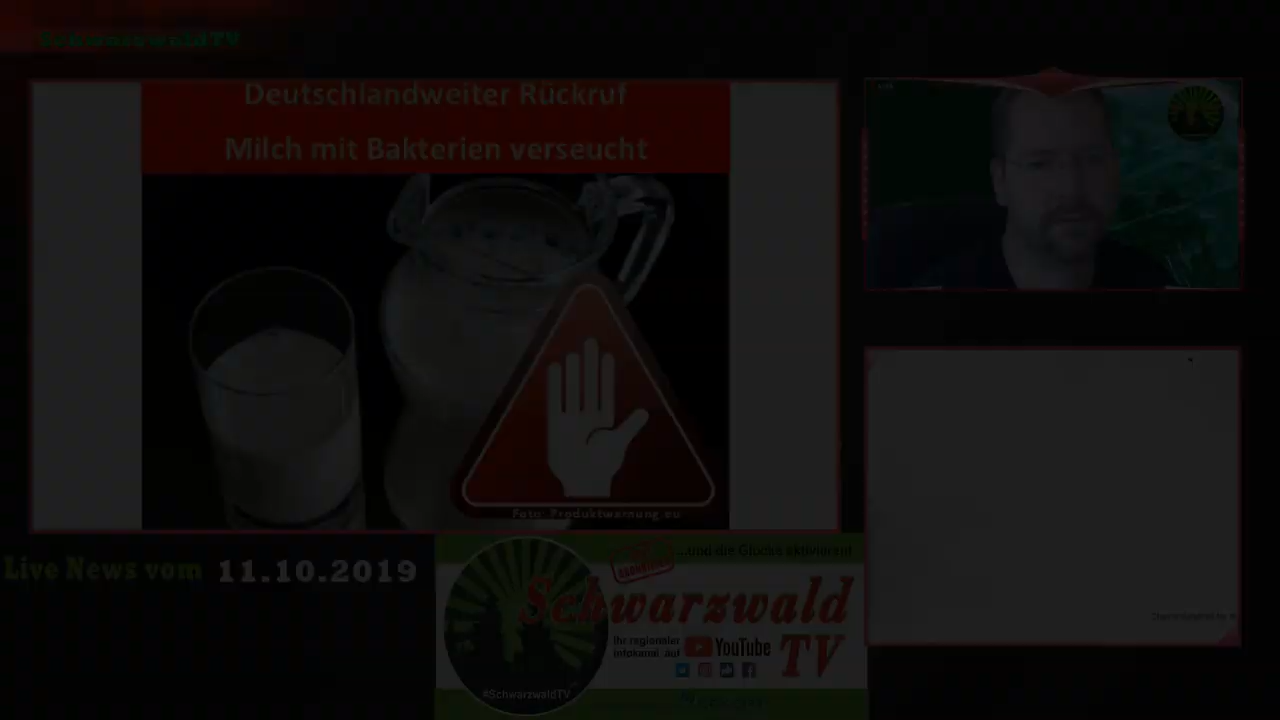 SchwarzwaldTV
Deutschlandweiter Rückruf
Milch mit Bakterien verseucht
Foto: Produktwarnung.eu
Live News vom 11.10.2019
...und die Glocke aktivieren!
Schwarzwald
TV
Ihr regionaler
Infokanal auf
YouTube
#SchwarzwaldTV